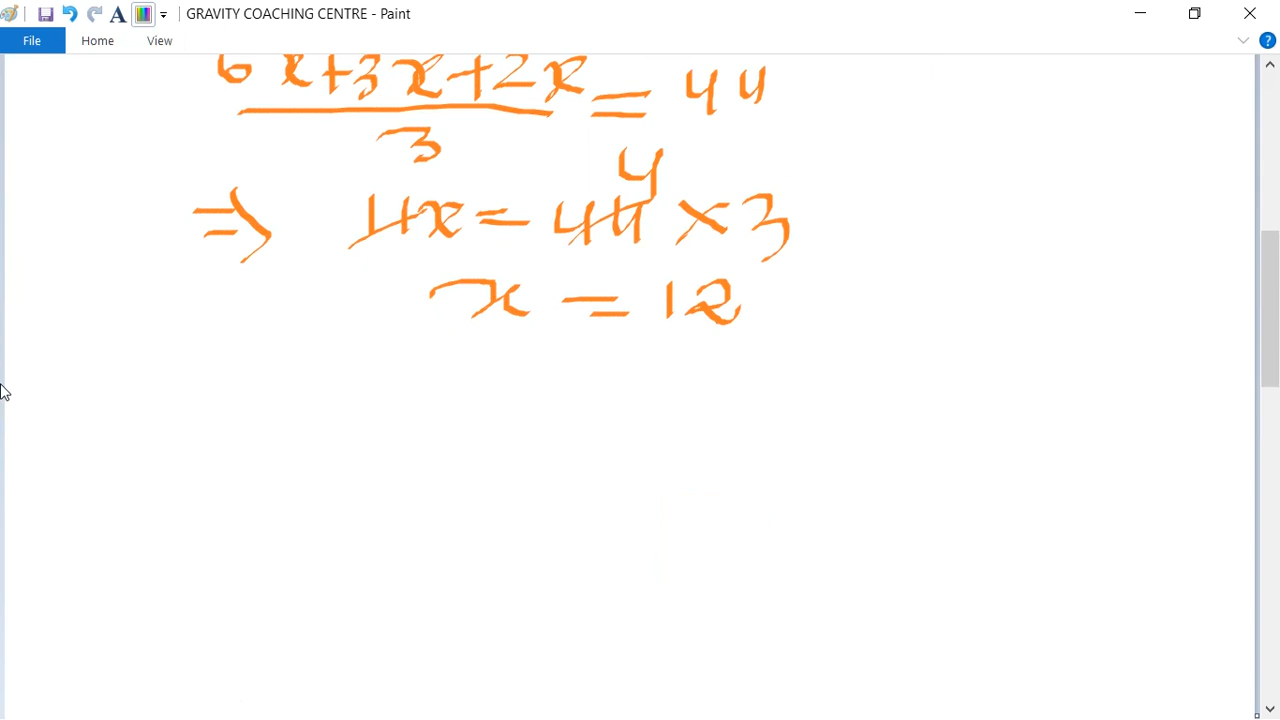 GRAVITY COACHING CENTRE - Paint
File Home View
6x+3x+2x = 44
3
4
⇒ 11x = 44 × 3
x = 12